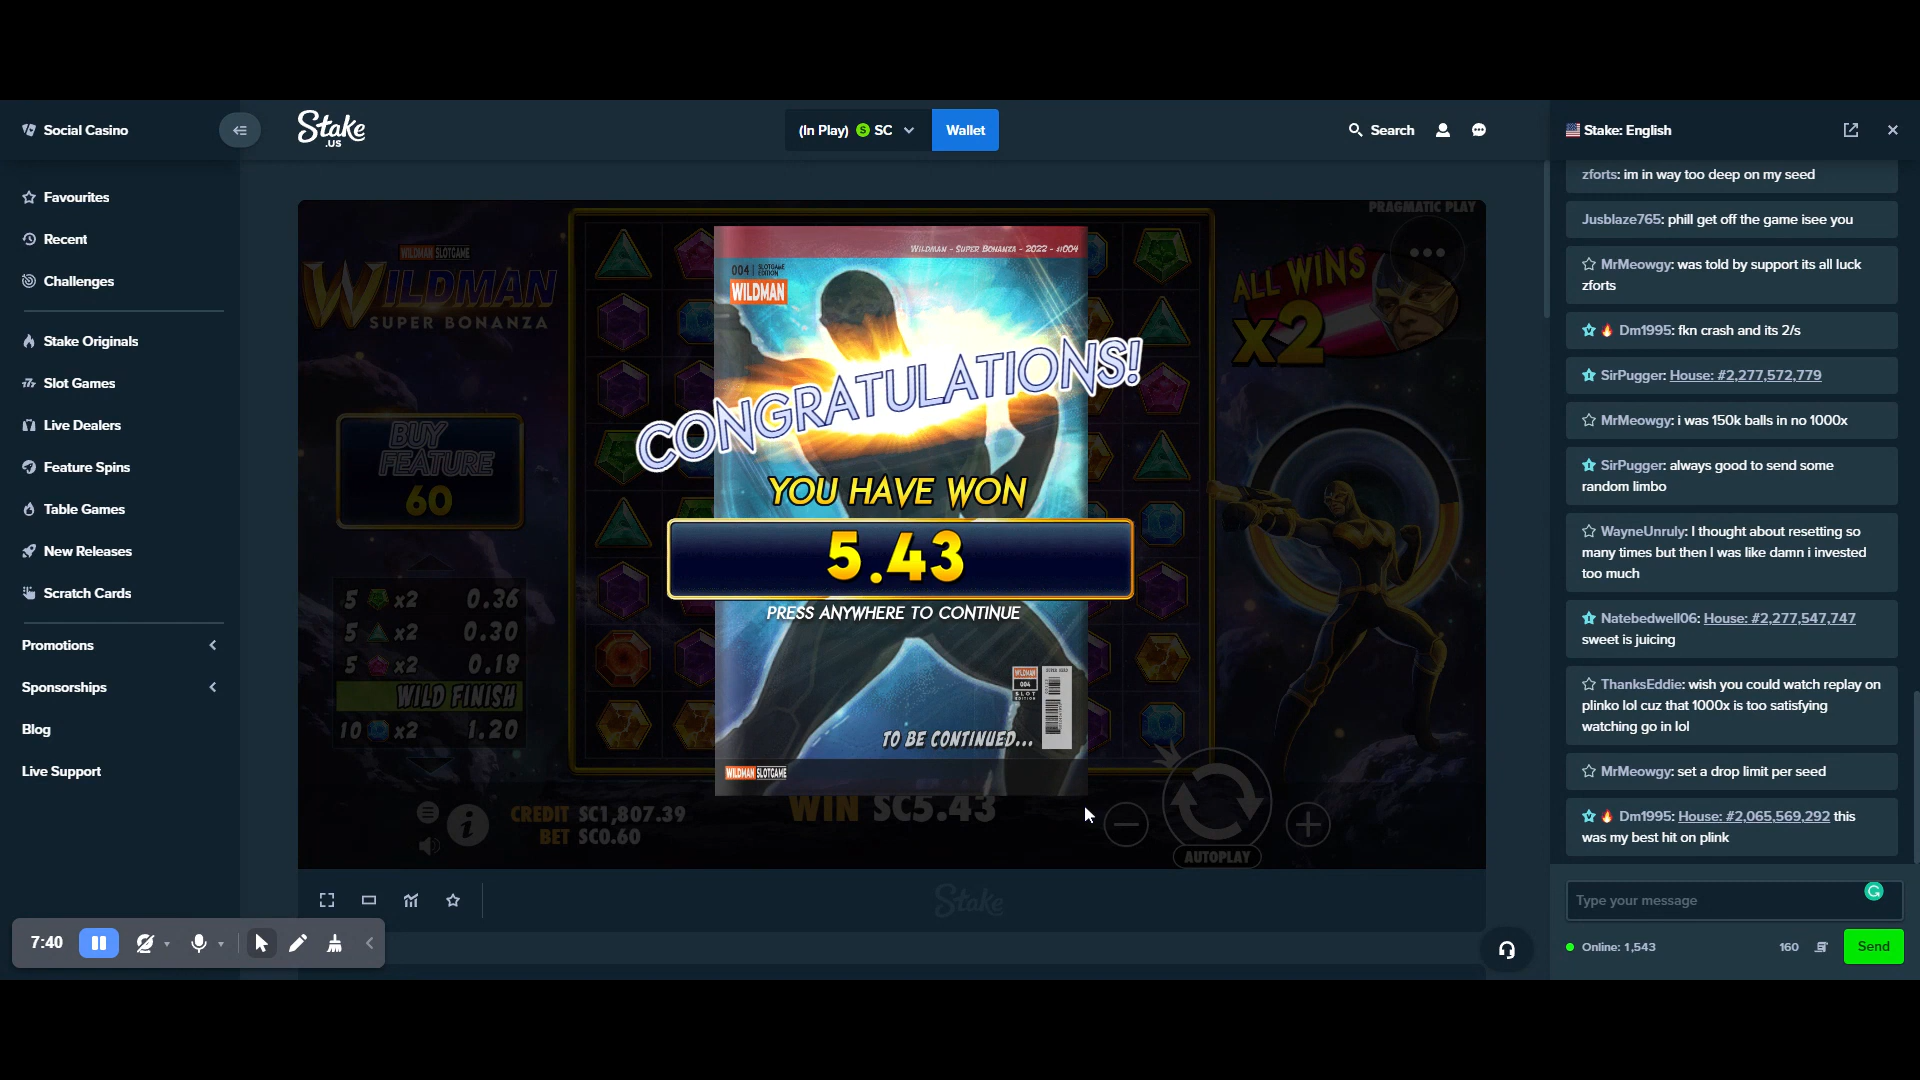 Social Casino
Stake
.US
(In Play) S SC
Wallet
Search
Stake: English
Favourites
Recent
Challenges
Stake Originals
Slot Games
Live Dealers
Feature Spins
Table Games
New Releases
Scratch Cards
Promotions
Sponsorships
Blog
Live Support
PRAGMATIC PLAY
WILDMAN SLOTGAME
WILDMAN
SUPER BONANZA
BUY
FEATURE
60
5 x2 0.36
5 x2 0.30
5 x2 0.18
WILD FINISH
10 x2 1.20
WILDMAN - SUPER BONANZA - 2022 - #004
004 SLOTGAME
EDITION
WILDMAN
CONGRATULATIONS!
YOU HAVE WON
5.43
PRESS ANYWHERE TO CONTINUE
WILDMAN
004
SLOT
EDITION
TO BE CONTINUED...
WILDMAN SLOTGAME
ALL WINS
x2
CREDIT SC1,807.39
BET SC0.60
WIN SC5.43
AUTOPLAY
Stake
7:40
zforts: im in way too deep on my seed
Jusblaze765: phill get off the game isee you
MrMeowgy: was told by support its all luck
zforts
Dm1995: fkn crash and its 2/s
SirPugger: House: #2,277,572,779
MrMeowgy: i was 150k balls in no 1000x
SirPugger: always good to send some
random limbo
WayneUnruly: I thought about resetting so
many times but then I was like damn i invested
too much
Natebedwell06: House: #2,277,547,747
sweet is juicing
ThanksEddie: wish you could watch replay on
plinko lol cuz that 1000x is too satisfying
watching go in lol
MrMeowgy: set a drop limit per seed
Dm1995: House: #2,065,569,292 this
was my best hit on plink
Type your message
Online: 1,543
160
Send